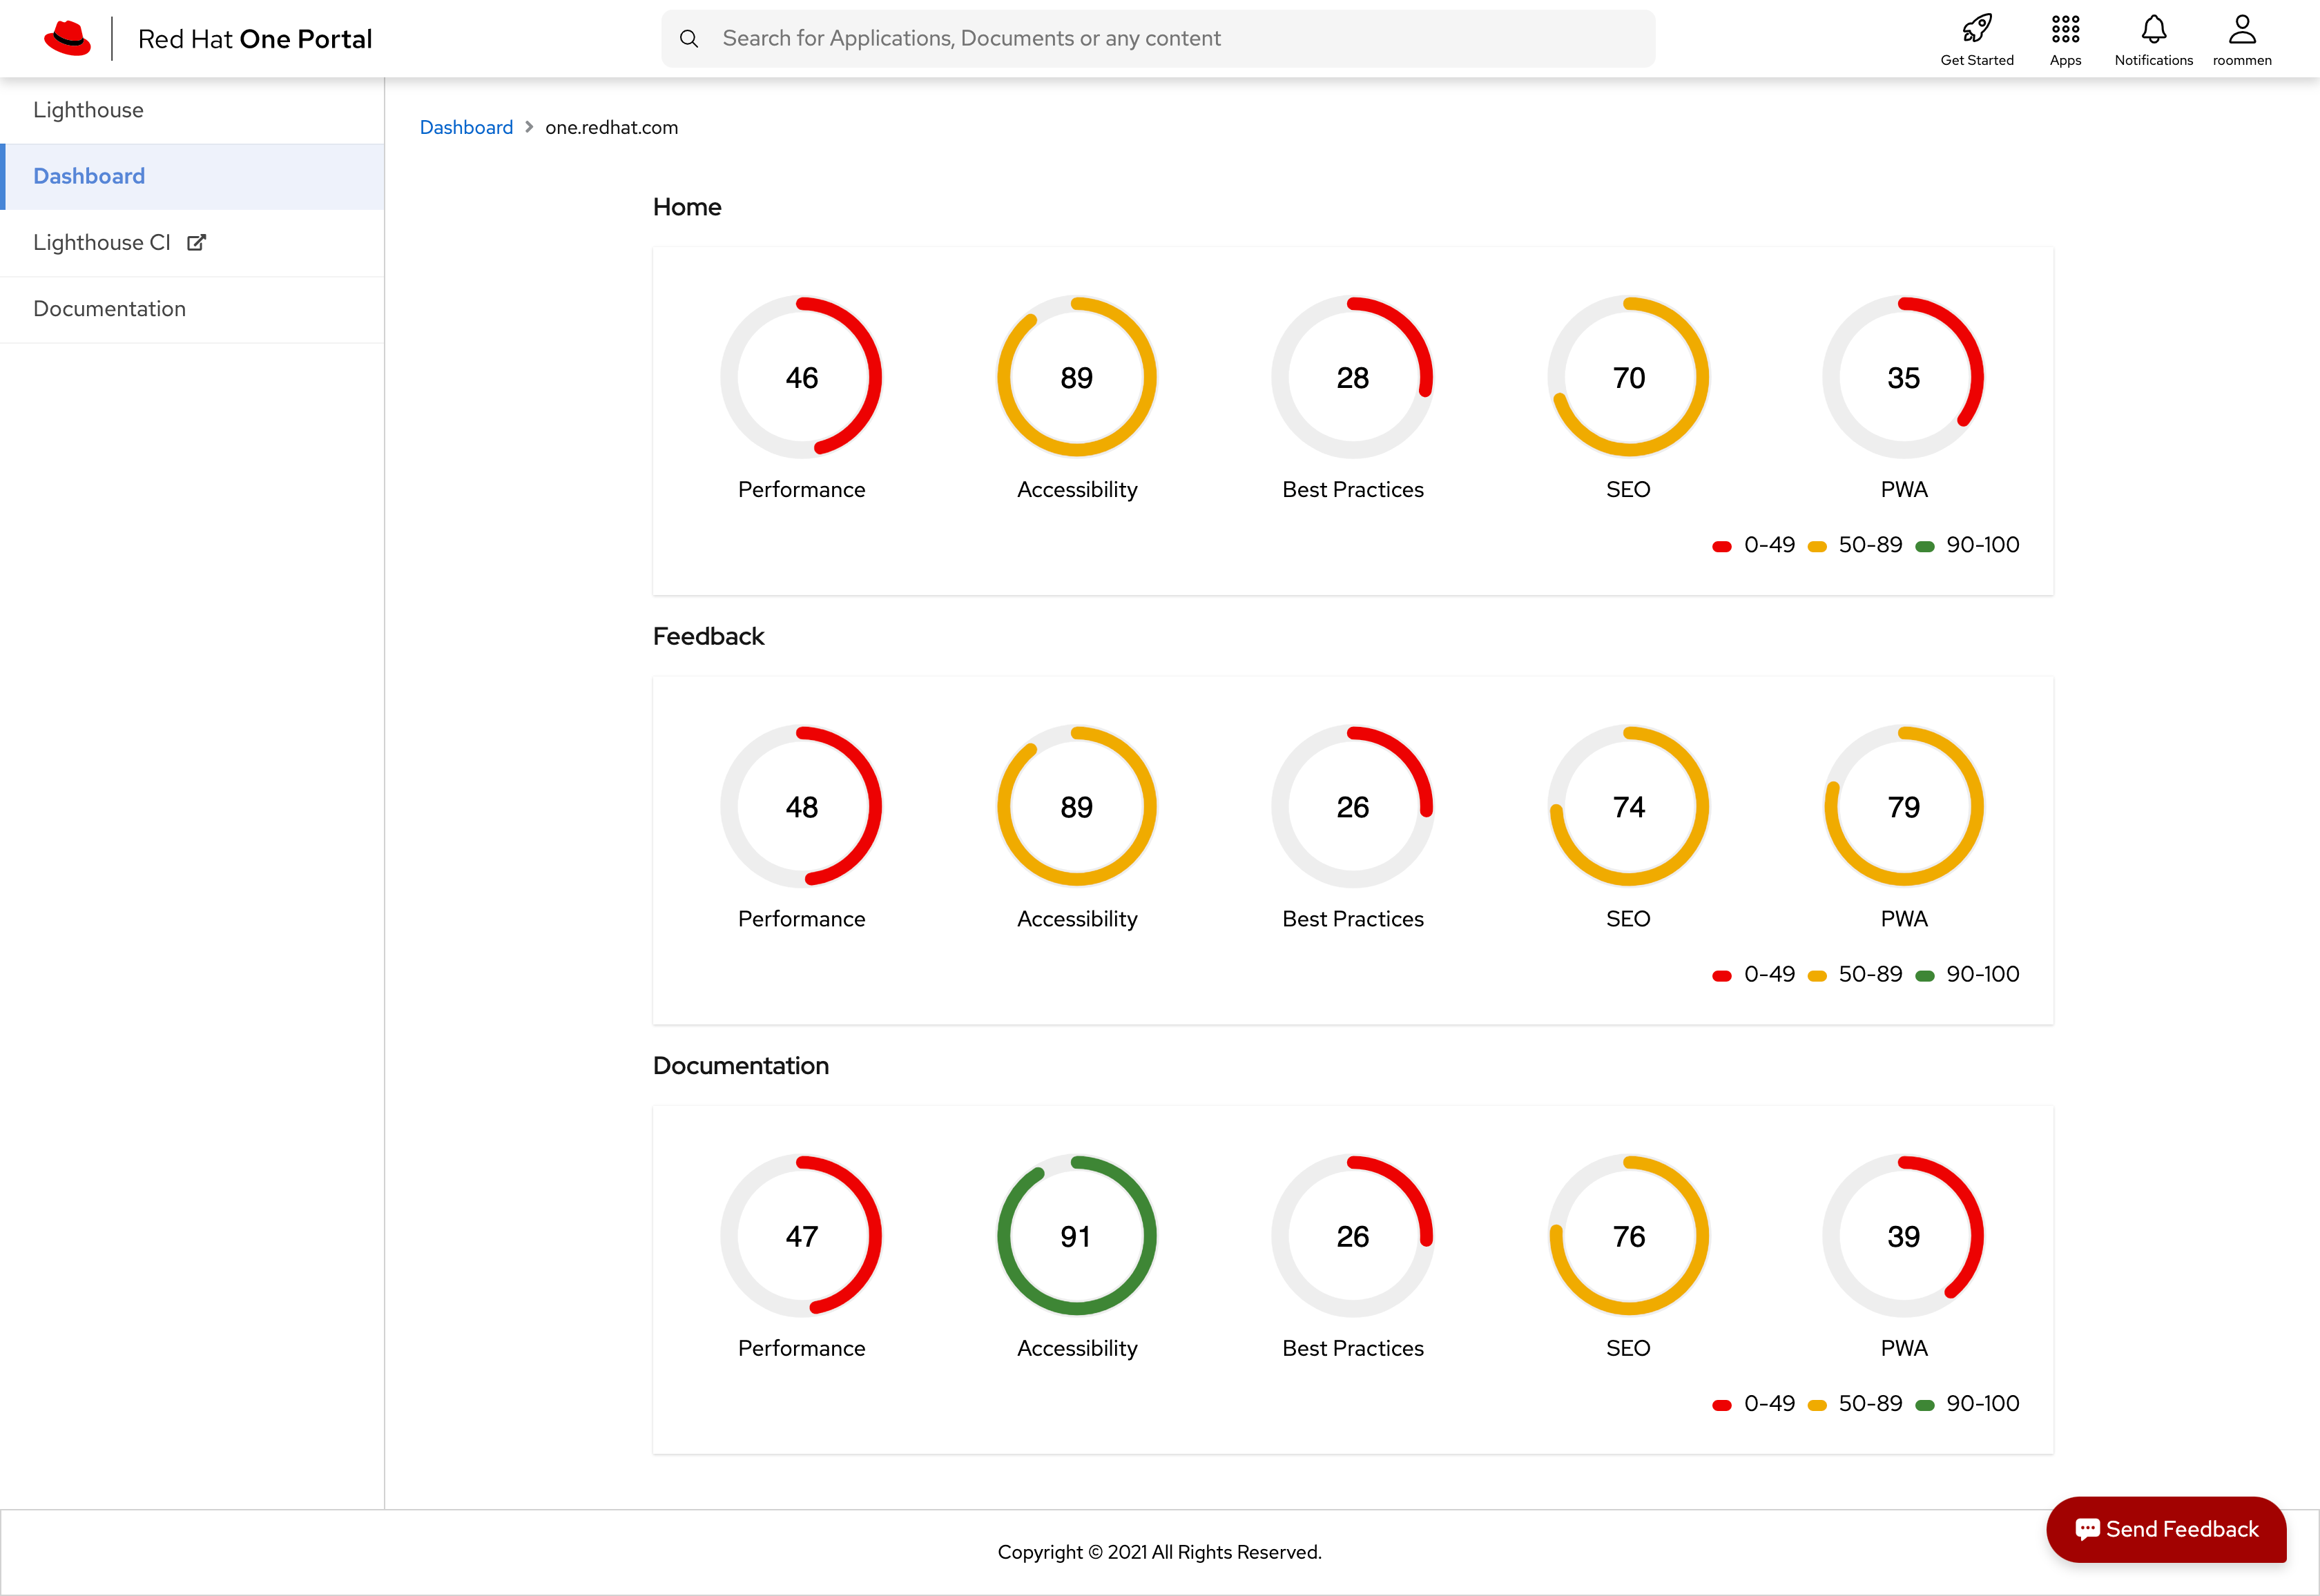 Red Hat One Portal
Search for Applications, Documents or any content
Get Started
Apps
Notifications
roommen
Lighthouse
Dashboard
Lighthouse CI
Documentation
Dashboard > one.redhat.com
Home
46
89
28
70
35
Performance
Accessibility
Best Practices
SEO
PWA
0-49 50-89 90-100
Feedback
48
89
26
74
79
Performance
Accessibility
Best Practices
SEO
PWA
0-49 50-89 90-100
Documentation
47
91
26
76
39
Performance
Accessibility
Best Practices
SEO
PWA
0-49 50-89 90-100
Send Feedback
Copyright © 2021 All Rights Reserved.